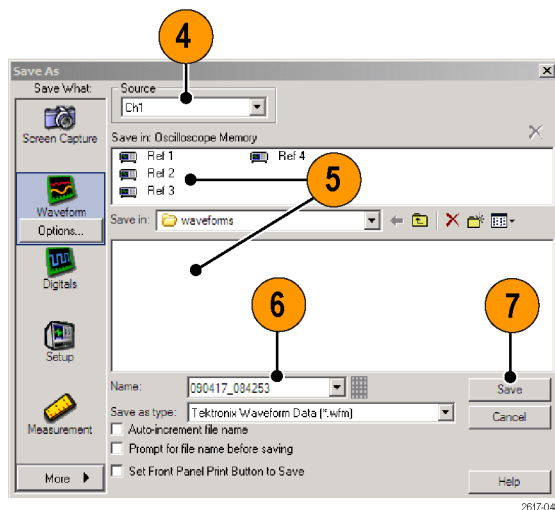 4
Save As
Save What:
Source
Ch1
Screen Capture
Save in: Oscilloscope Memory
Ref 1
Ref 4
Ref 2
Ref 3
5
Waveform
Options...
Save in:
waveforms
Digitals
6
7
Setup
Name:
090417_084253
Save
Save as type:
Tektronix Waveform Data (*.wfm)
Cancel
Measurement
Auto-increment file name
Prompt for file name before saving
Set Front Panel Print Button to Save
More
Help